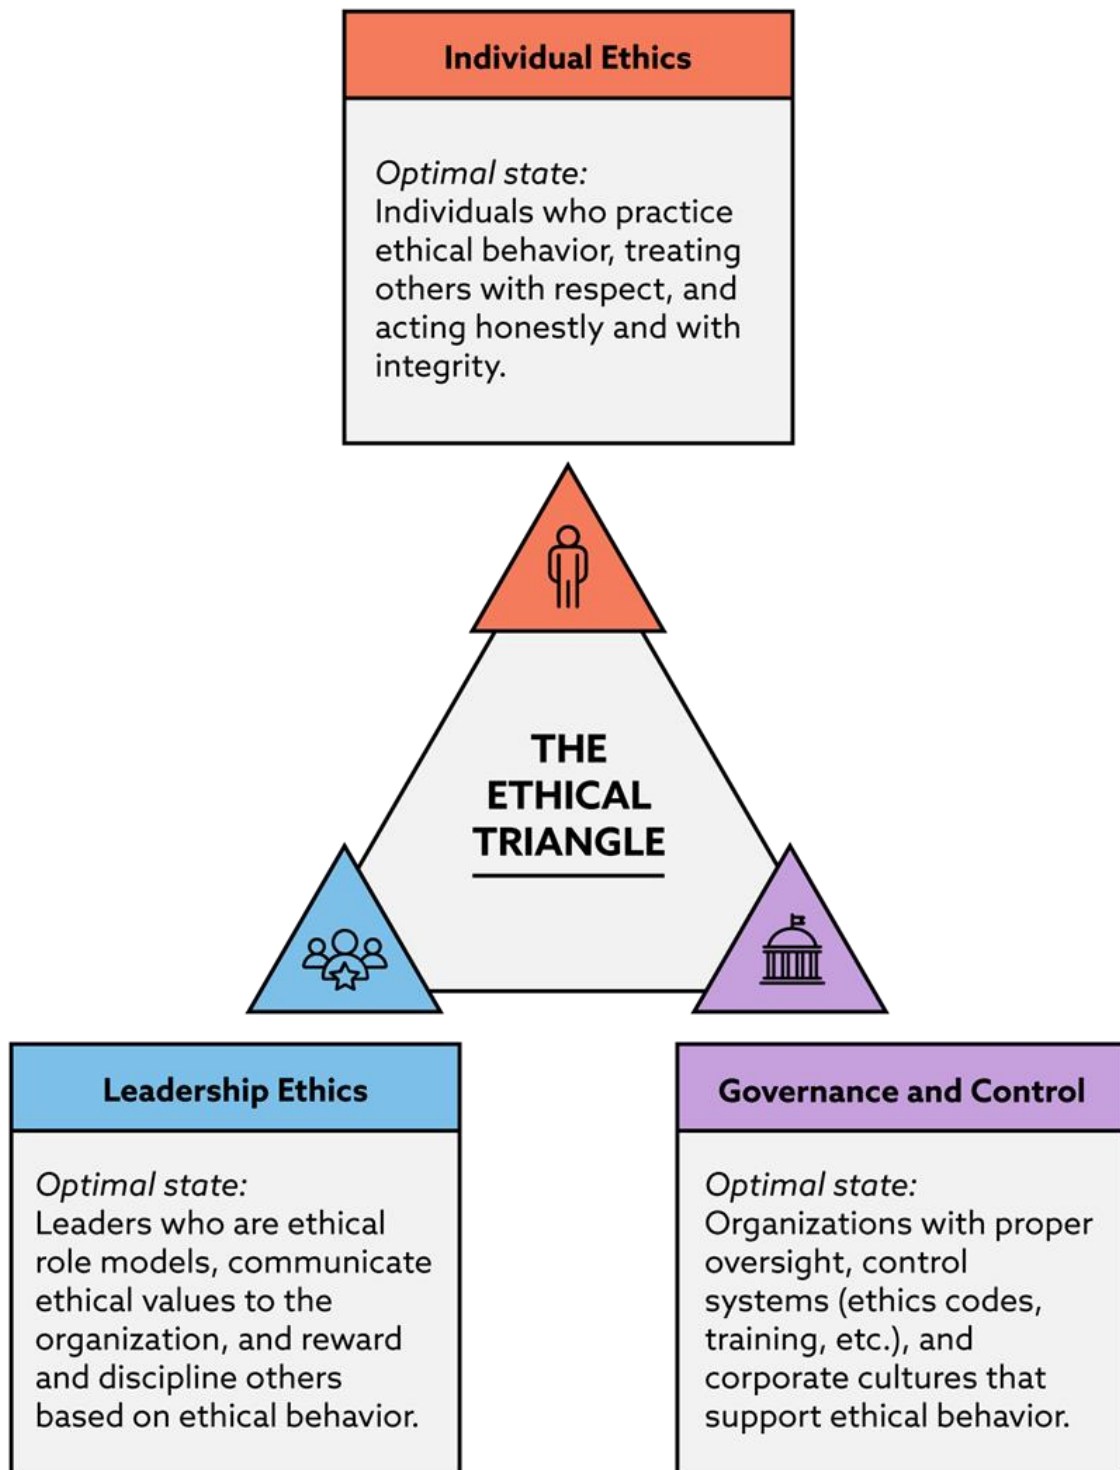 Individual Ethics
Optimal state:
Individuals who practice
ethical behavior, treating
others with respect, and
acting honestly and with
integrity.
THE
ETHICAL
TRIANGLE
Leadership Ethics
Optimal state:
Leaders who are ethical
role models, communicate
ethical values to the
organization, and reward
and discipline others
based on ethical behavior.
Governance and Control
Optimal state:
Organizations with proper
oversight, control
systems (ethics codes,
training, etc.), and
corporate cultures that
support ethical behavior.